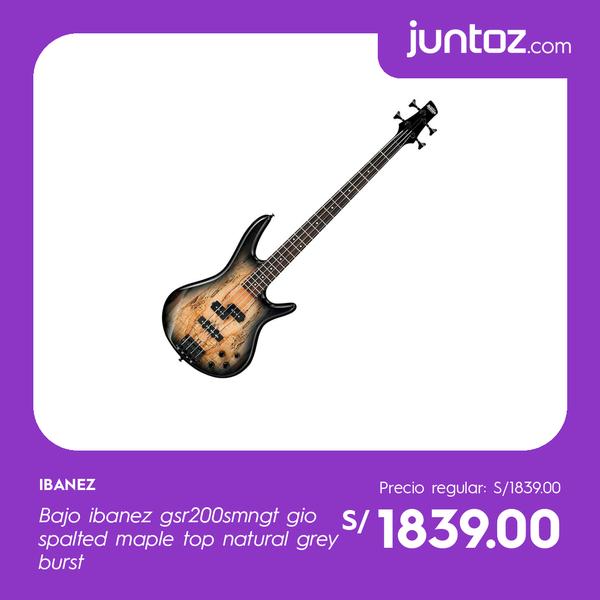 juntoz.com
IBANEZ
Bajo ibanez gsr200smngt gio
spalted maple top natural grey
burst
Precio regular: S/1839.00
S/ 1839.00